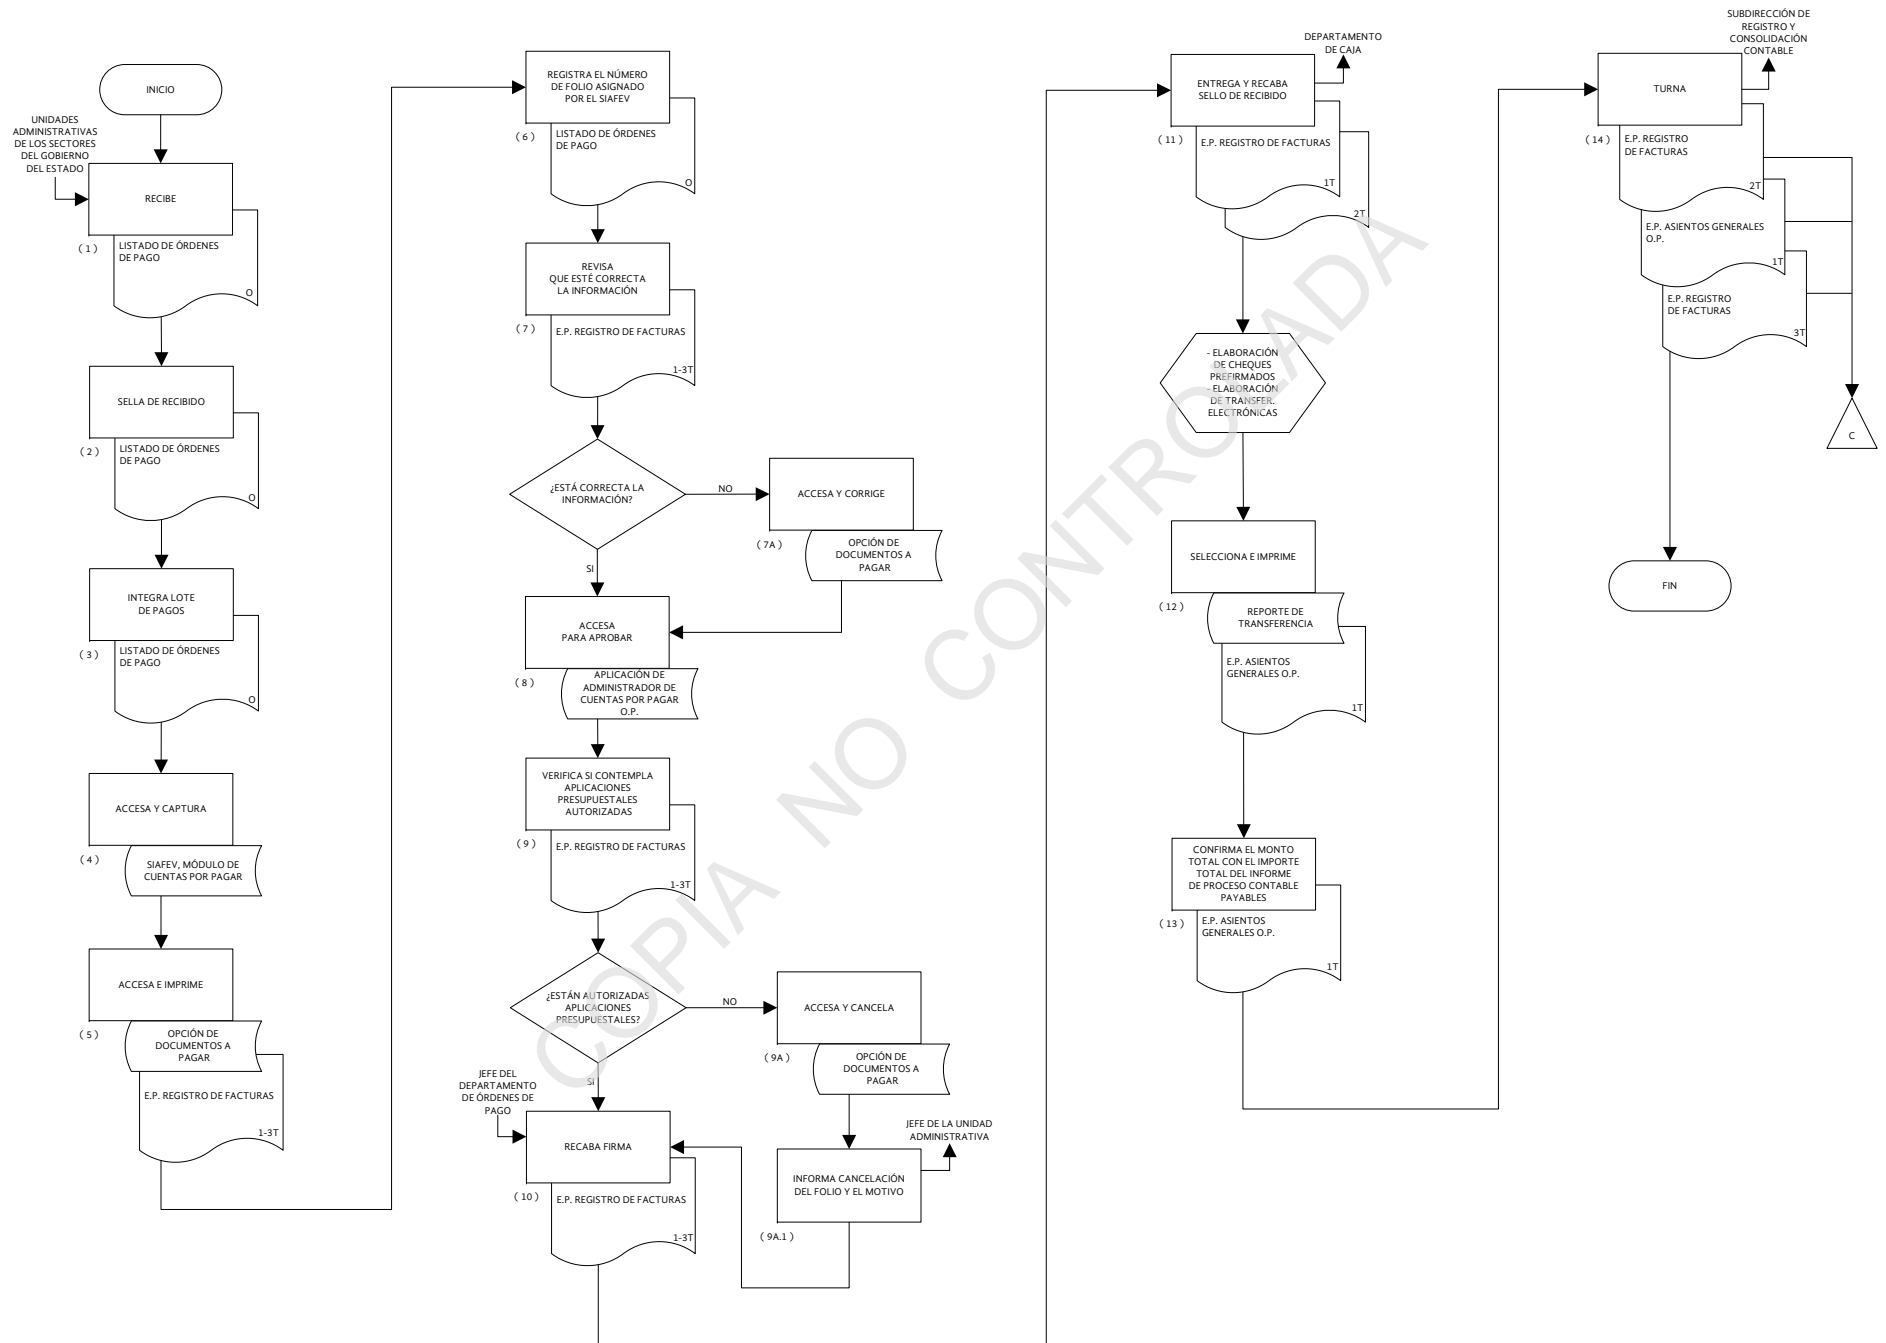 INICIO
UNIDADES
ADMINISTRATIVAS
DE LOS SECTORES
DEL GOBIERNO
DEL ESTADO
RECIBE
( 1 )
LISTADO DE ÓRDENES
DE PAGO
O
SELLA DE RECIBIDO
( 2 )
LISTADO DE ÓRDENES
DE PAGO
O
INTEGRA LOTE
DE PAGOS
( 3 )
LISTADO DE ÓRDENES
DE PAGO
O
ACCESA Y CAPTURA
( 4 )
SIAFEV, MÓDULO DE
CUENTAS POR PAGAR
ACCESA E IMPRIME
( 5 )
OPCIÓN DE
DOCUMENTOS A
PAGAR
E.P. REGISTRO DE FACTURAS
1-3T
REGISTRA EL NÚMERO
DE FOLIO ASIGNADO
POR EL SIAFEV
( 6 )
LISTADO DE ÓRDENES
DE PAGO
O
REVISA
QUE ESTÉ CORRECTA
LA INFORMACIÓN
( 7 )
E.P. REGISTRO DE FACTURAS
1-3T
¿ESTÁ CORRECTA LA
INFORMACIÓN?
NO
SI
ACCESA Y CORRIGE
( 7A )
OPCIÓN DE
DOCUMENTOS A
PAGAR
ACCESA
PARA APROBAR
( 8 )
APLICACIÓN DE
ADMINISTRADOR DE
CUENTAS POR PAGAR
O.P.
VERIFICA SI CONTEMPLA
APLICACIONES
PRESUPUESTALES
AUTORIZADAS
( 9 )
E.P. REGISTRO DE FACTURAS
1-3T
¿ESTÁN AUTORIZADAS
APLICACIONES
PRESUPUESTALES?
NO
SI
ACCESA Y CANCELA
( 9A )
OPCIÓN DE
DOCUMENTOS A
PAGAR
JEFE DE LA UNIDAD
ADMINISTRATIVA
INFORMA CANCELACIÓN
DEL FOLIO Y EL MOTIVO
( 9A.1 )
JEFE DEL
DEPARTAMENTO
DE ÓRDENES DE
PAGO
RECABA FIRMA
( 10 )
E.P. REGISTRO DE FACTURAS
1-3T
DEPARTAMENTO
DE CAJA
ENTREGA Y RECABA
SELLO DE RECIBIDO
( 11 )
E.P. REGISTRO DE FACTURAS
1T
2T
- ELABORACIÓN
DE CHEQUES
PREFIRMADOS
- ELABORACIÓN
DE TRANSFER.
ELECTRÓNICAS
SELECCIONA E IMPRIME
( 12 )
REPORTE DE
TRANSFERENCIA
E.P. ASIENTOS
GENERALES O.P.
1T
CONFIRMA EL MONTO
TOTAL CON EL IMPORTE
TOTAL DEL INFORME
DE PROCESO CONTABLE
PAYABLES
( 13 )
E.P. ASIENTOS
GENERALES O.P.
1T
SUBDIRECCIÓN DE
REGISTRO Y
CONSOLIDACIÓN
CONTABLE
TURNA
( 14 )
E.P. REGISTRO
DE FACTURAS
2T
E.P. ASIENTOS GENERALES
O.P.
1T
E.P. REGISTRO
DE FACTURAS
3T
C
FIN
COPIA NO CONTROLADA